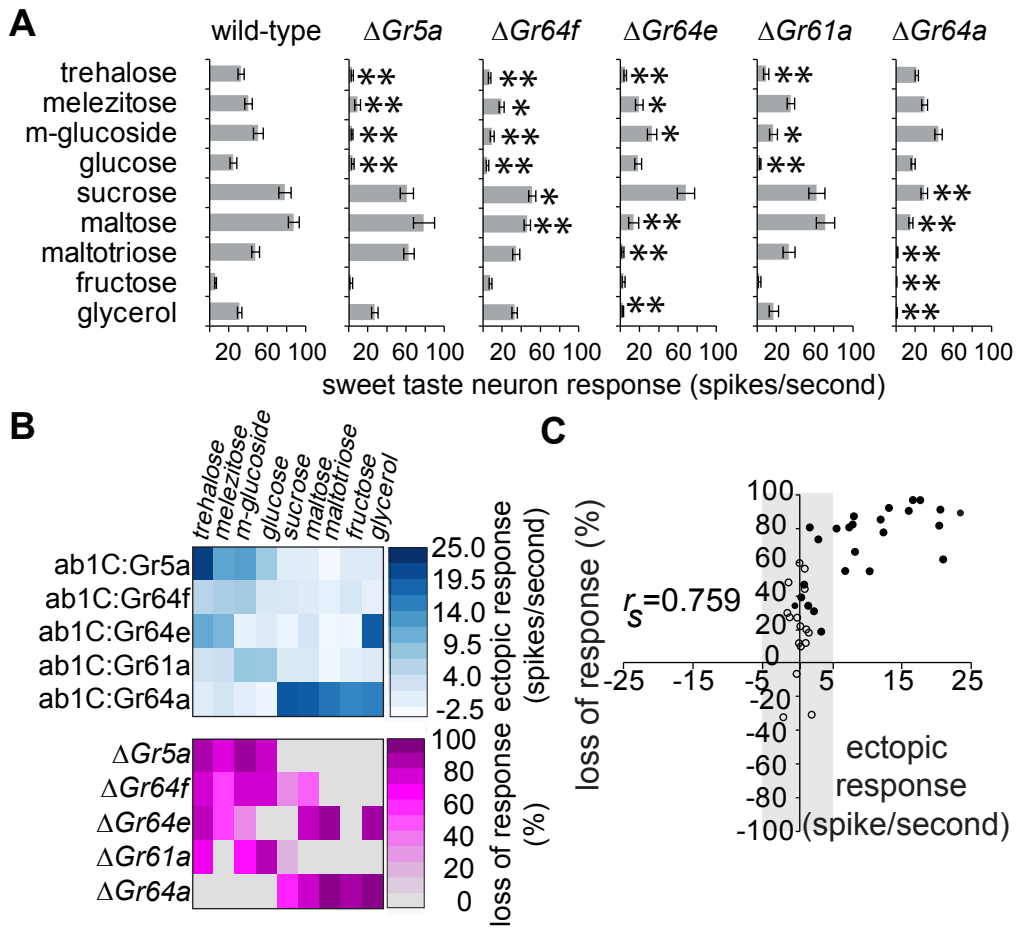 A
wild-type ΔGr5a ΔGr64f ΔGr64e ΔGr61a ΔGr64a
trehalose ** ** ** **
melezitose ** * *
m-glucoside ** ** * *
glucose ** ** **
sucrose * **
maltose ** ** **
maltotriose ** **
fructose **
glycerol ** **
20 60 100 20 60 100 20 60 100 20 60 100 20 60 100 20 60 100
sweet taste neuron response (spikes/second)
B
trehalose
melezitose
m-glucoside
glucose
sucrose
maltose
maltotriose
fructose
glycerol
ab1C:Gr5a
ab1C:Gr64f
ab1C:Gr64e
ab1C:Gr61a
ab1C:Gr64a
25.0
19.5
14.0
9.5
4.0
-2.5
ectopic response
(spikes/second)
ΔGr5a
ΔGr64f
ΔGr64e
ΔGr61a
ΔGr64a
100
80
60
40
20
0
loss of response
(%)
C
loss of response (%)
100
80
60
40
20
0
-20
-40
-60
-80
-100
rs=0.759
-25 -15 -5 5 15 25
ectopic
response
(spike/second)